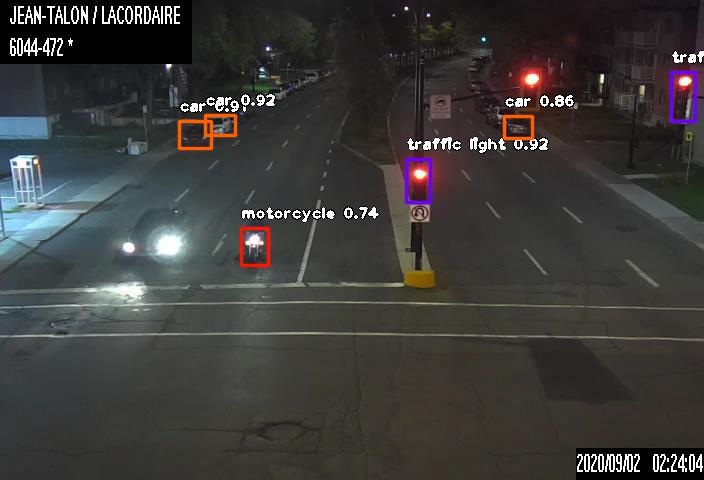 JEAN-TALON / LACORDAIRE
6044-472 *
car 0.92
car 0.86
traf
traffic light 0.92
motorcycle 0.74
2020/09/02 02:24:04